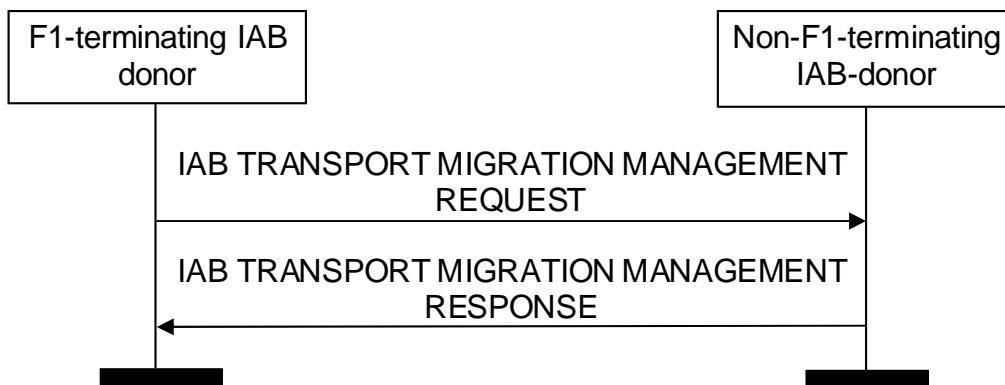 F1-terminating IAB
donor
Non-F1-terminating
IAB-donor
IAB TRANSPORT MIGRATION MANAGEMENT
REQUEST
IAB TRANSPORT MIGRATION MANAGEMENT
RESPONSE